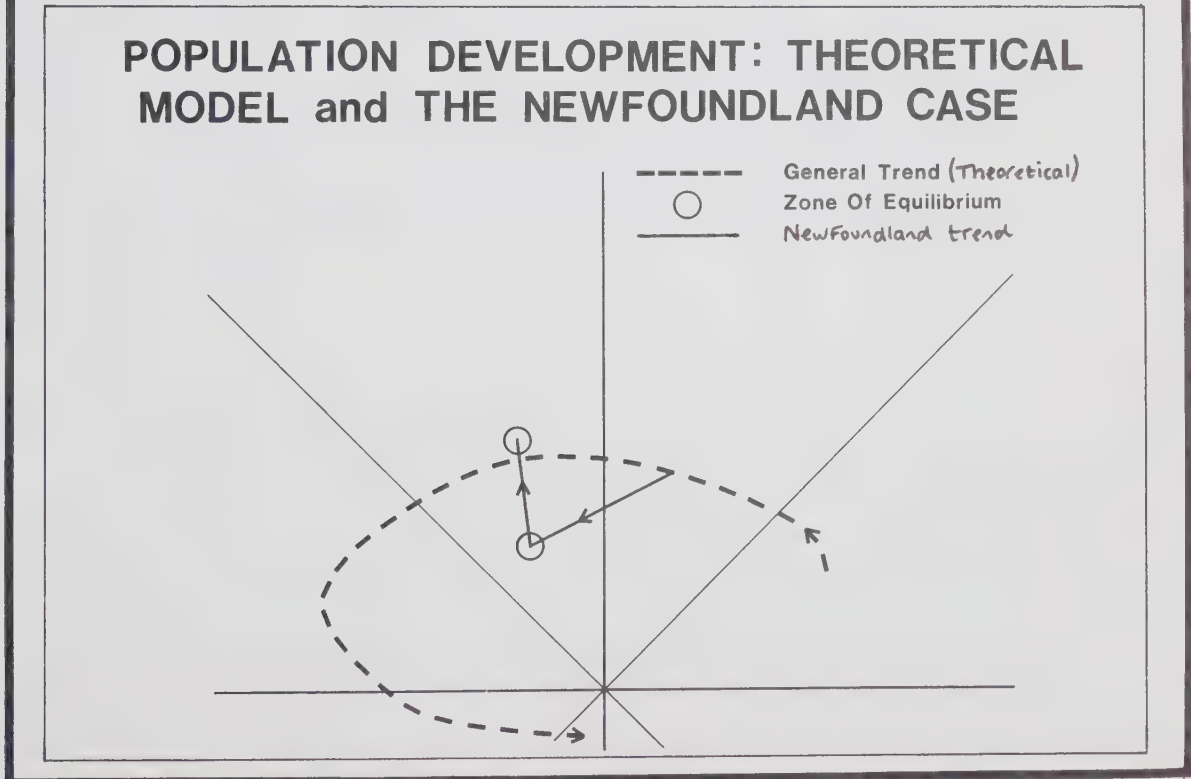 POPULATION DEVELOPMENT: THEORETICAL
MODEL and THE NEWFOUNDLAND CASE
General Trend (Theoretical)
Zone Of Equilibrium
Newfoundland trend